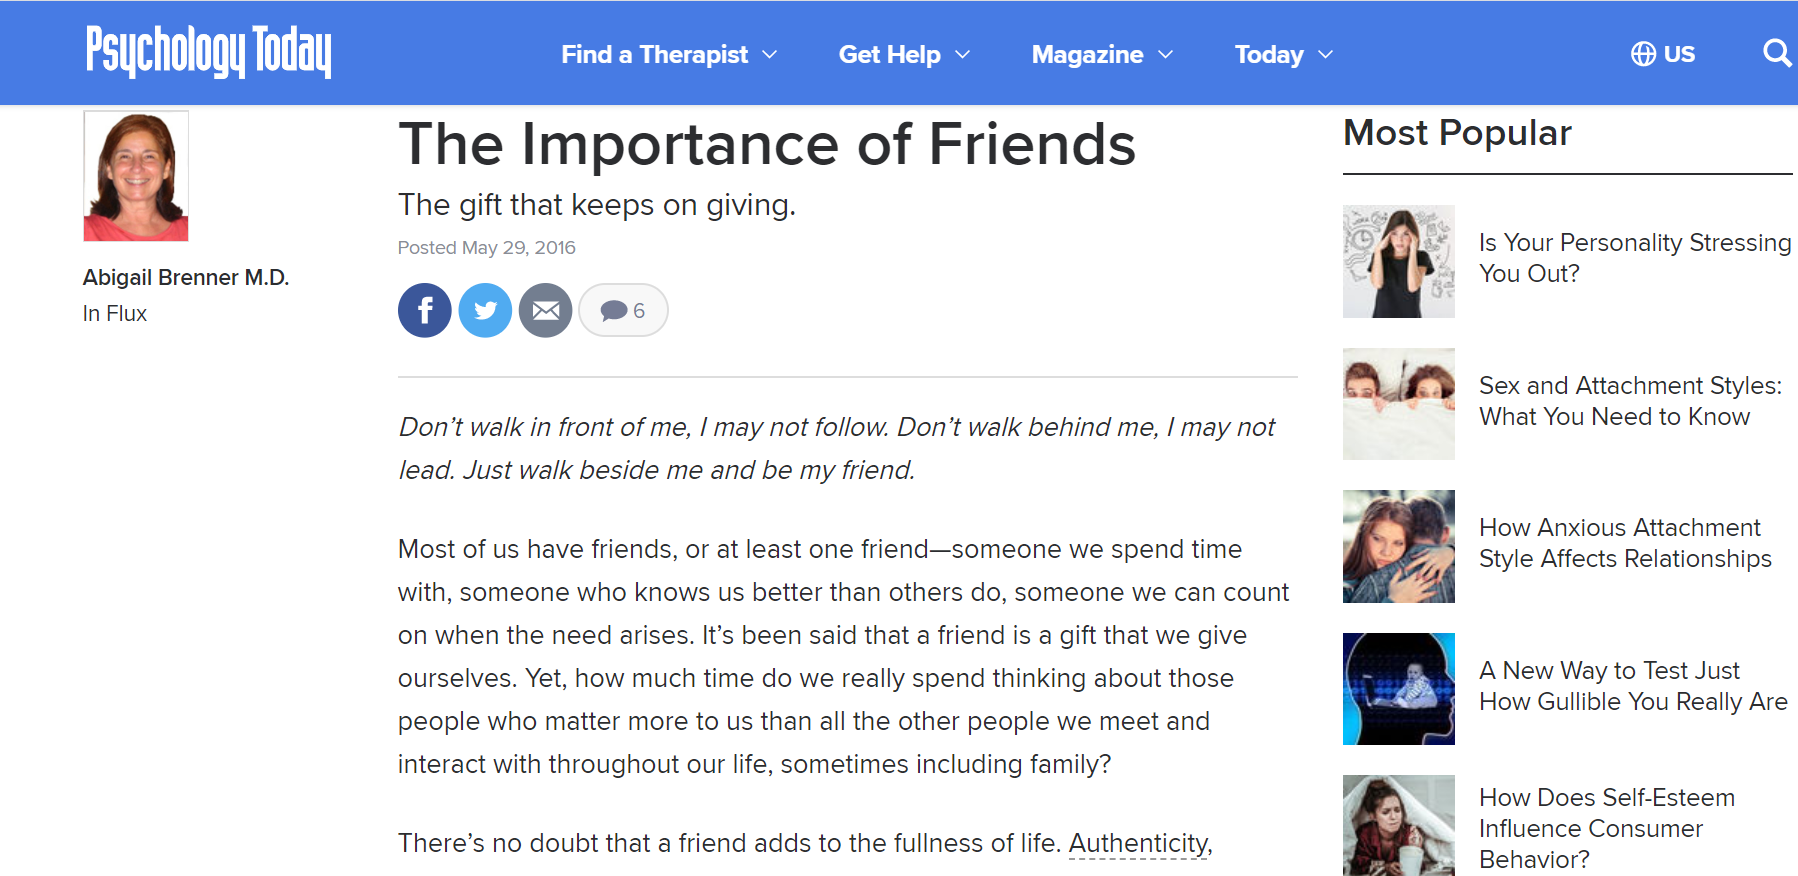 Psychology Today
Find a Therapist
Get Help
Magazine
Today
US
Abigail Brenner M.D.
In Flux
The Importance of Friends
The gift that keeps on giving.
Posted May 29, 2016
6
Don’t walk in front of me, I may not follow. Don’t walk behind me, I may not
lead. Just walk beside me and be my friend.
Most of us have friends, or at least one friend—someone we spend time
with, someone who knows us better than others do, someone we can count
on when the need arises. It’s been said that a friend is a gift that we give
ourselves. Yet, how much time do we really spend thinking about those
people who matter more to us than all the other people we meet and
interact with throughout our life, sometimes including family?
There’s no doubt that a friend adds to the fullness of life. Authenticity,
Most Popular
Is Your Personality Stressing
You Out?
Sex and Attachment Styles:
What You Need to Know
How Anxious Attachment
Style Affects Relationships
A New Way to Test Just
How Gullible You Really Are
How Does Self-Esteem
Influence Consumer
Behavior?